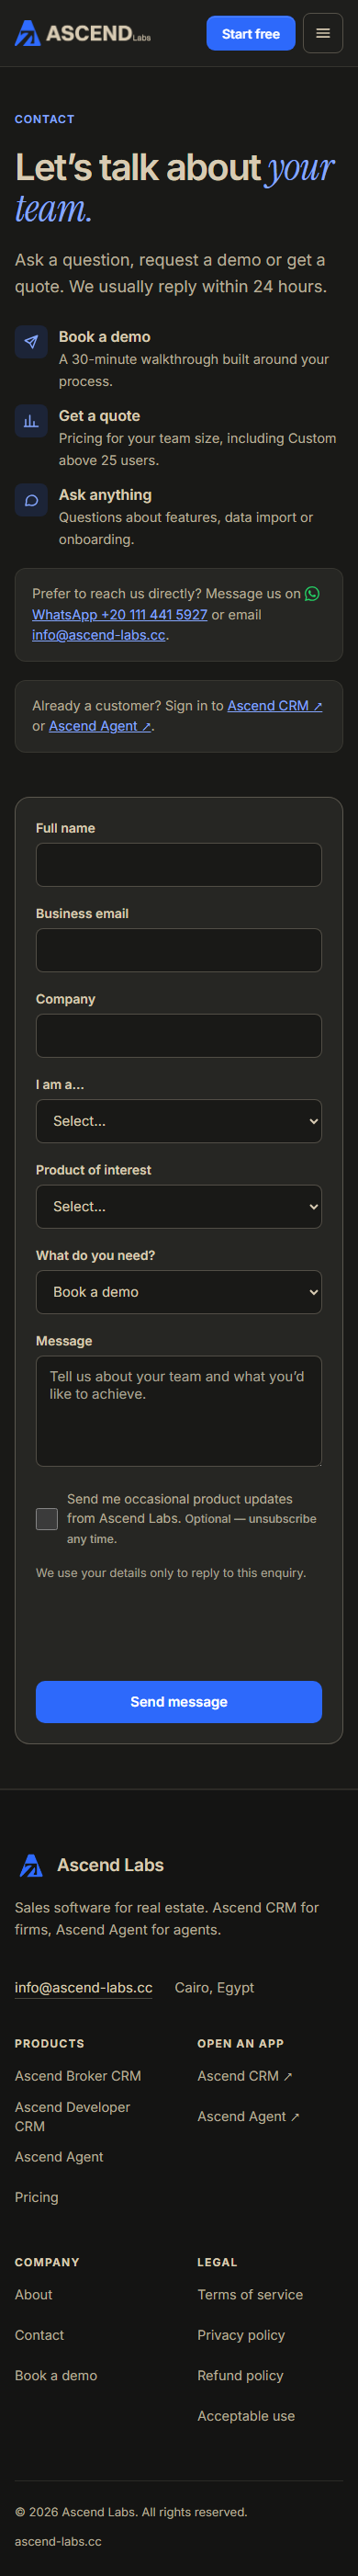 ASCEND Labs
Start free
CONTACT
Let’s talk about your
team.
Ask a question, request a demo or get a
quote. We usually reply within 24 hours.
Book a demo
A 30-minute walkthrough built around your
process.
Get a quote
Pricing for your team size, including Custom
above 25 users.
Ask anything
Questions about features, data import or
onboarding.
Prefer to reach us directly? Message us on
WhatsApp +20 111 441 5927 or email
info@ascend-labs.cc.
Already a customer? Sign in to Ascend CRM ↗
or Ascend Agent ↗.
Full name
Business email
Company
I am a...
Select...
Product of interest
Select...
What do you need?
Book a demo
Message
Tell us about your team and what you’d
like to achieve.
Send me occasional product updates
from Ascend Labs. Optional — unsubscribe
any time.
We use your details only to reply to this enquiry.
Send message
Ascend Labs
Sales software for real estate. Ascend CRM for
firms, Ascend Agent for agents.
info@ascend-labs.cc Cairo, Egypt
PRODUCTS
Ascend Broker CRM
Ascend Developer
CRM
Ascend Agent
Pricing
OPEN AN APP
Ascend CRM ↗
Ascend Agent ↗
COMPANY
About
Contact
Book a demo
LEGAL
Terms of service
Privacy policy
Refund policy
Acceptable use
© 2026 Ascend Labs. All rights reserved.
ascend-labs.cc